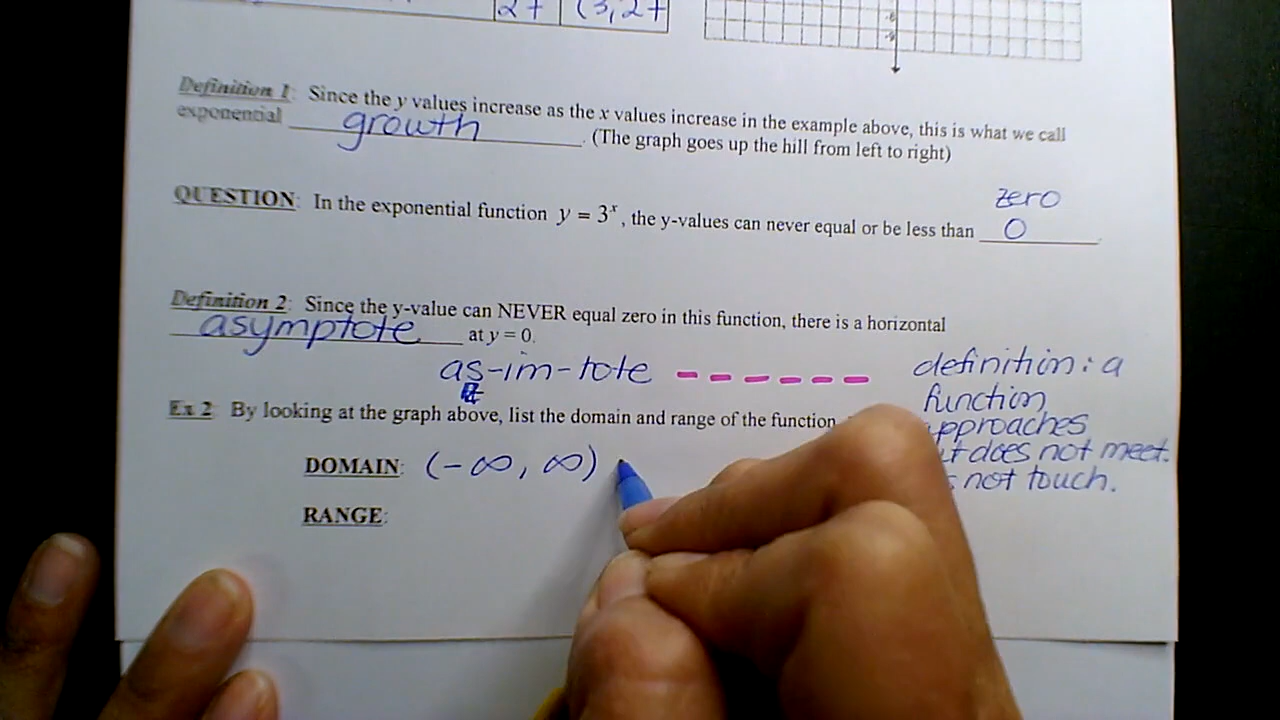 27 (3, 27
Definition 1: Since the y values increase as the x values increase in the example above, this is what we call
exponential growth. (The graph goes up the hill from left to right)
zero
QUESTION: In the exponential function y = 3ˣ, the y-values can never equal or be less than 0.
Definition 2: Since the y-value can NEVER equal zero in this function, there is a horizontal
asymptote at y = 0.
as-im-tote
definition: a
function
approaches
does not meet.
not touch.
Ex 2: By looking at the graph above, list the domain and range of the function
DOMAIN: (-∞, ∞)
RANGE: